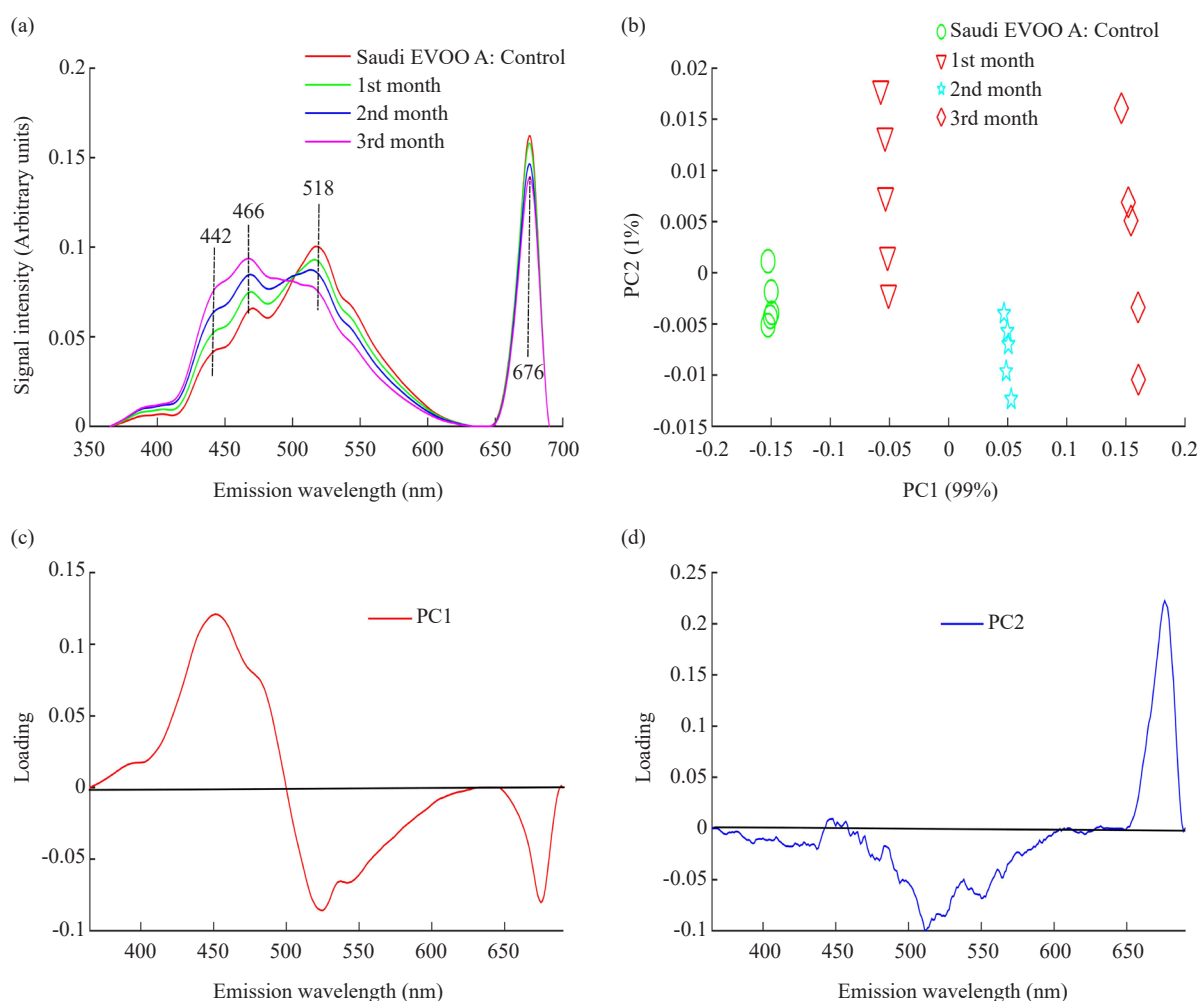 (a)
Saudi EVOO A: Control
1st month
2nd month
3rd month
Signal intensity (Arbitrary units)
0.2
0.15
0.1
0.05
0
442
466
518
676
350
400
450
500
550
600
650
700
Emission wavelength (nm)
(b)
Saudi EVOO A: Control
1st month
2nd month
3rd month
PC2 (1%)
0.02
0.015
0.01
0.005
0
-0.005
-0.01
-0.015
-0.2
-0.15
-0.1
-0.05
0
0.05
0.1
0.15
0.2
PC1 (99%)
(c)
PC1
Loading
0.15
0.1
0.05
0
-0.05
-0.1
400
450
500
550
600
650
Emission wavelength (nm)
(d)
PC2
Loading
0.25
0.2
0.15
0.1
0.05
0
-0.05
-0.1
400
450
500
550
600
650
Emission wavelength (nm)